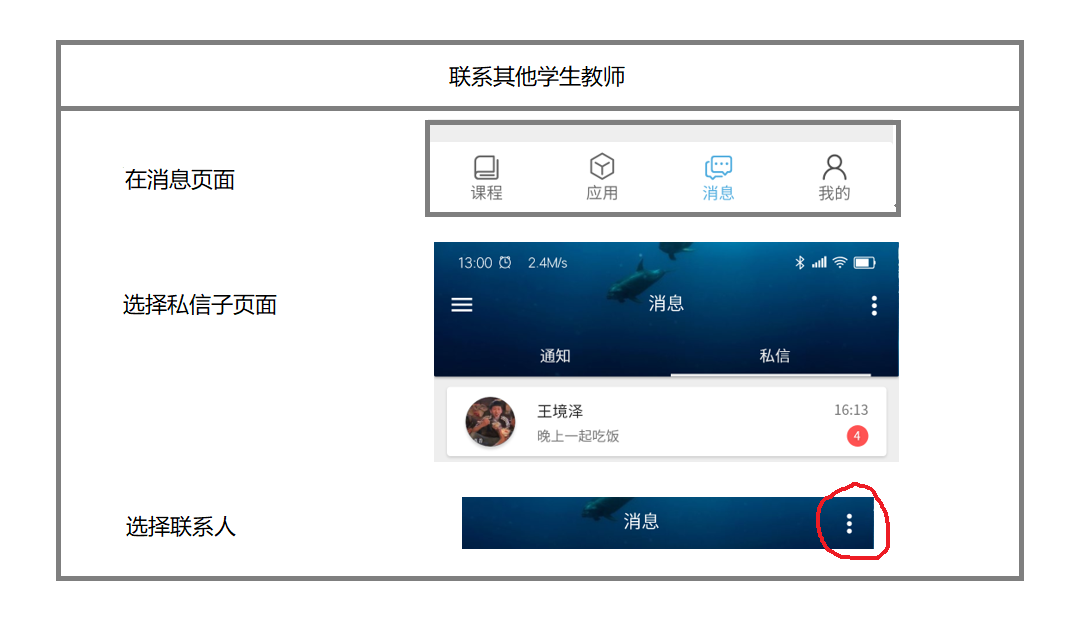 联系其他学生教师
在消息页面
课程 应用 消息 我的
13:00 2.4M/s
选择私信子页面
消息
通知 私信
王境泽 16:13
晚上一起吃饭 4
选择联系人
消息